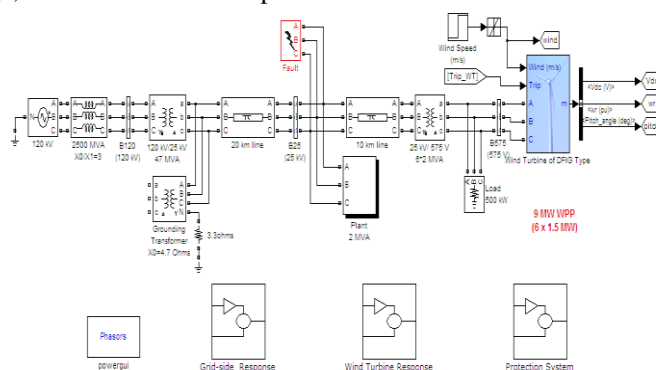 Wind Speed
(m/s)
wind
[Trip_WT]
Fault
A
B
C
Wind (m/s)
Trip
A
B
C
m
<Vdc (V)>
<wr (pu)>
<Pitch_angle (deg)>
Vdc
wr
pitch
Wind Turbine of DFIG Type
9 MW WPP
(6 x 1.5 MW)
N
A
B
C
120 kV
2500 MVA
X0/X1=3
B120
(120 kV)
A
B
C
a
b
c
120 kV/25 kV
47 MVA
A
B
C
A
B
C
20 km line
B25
(25 kV)
A
B
C
A
B
C
10 km line
A
B
C
a
b
c
25 kV/ 575 V
6*2 MVA
B575
(575 V)
A B C
Load
500 kW
a
b
c
A
B
C
N
Grounding
Transformer
X0=4.7 Ohms
3.3ohms
A
B
C
Plant
2 MVA
Phasors
powergui
Grid-side Response
Wind Turbine Response
Protection System